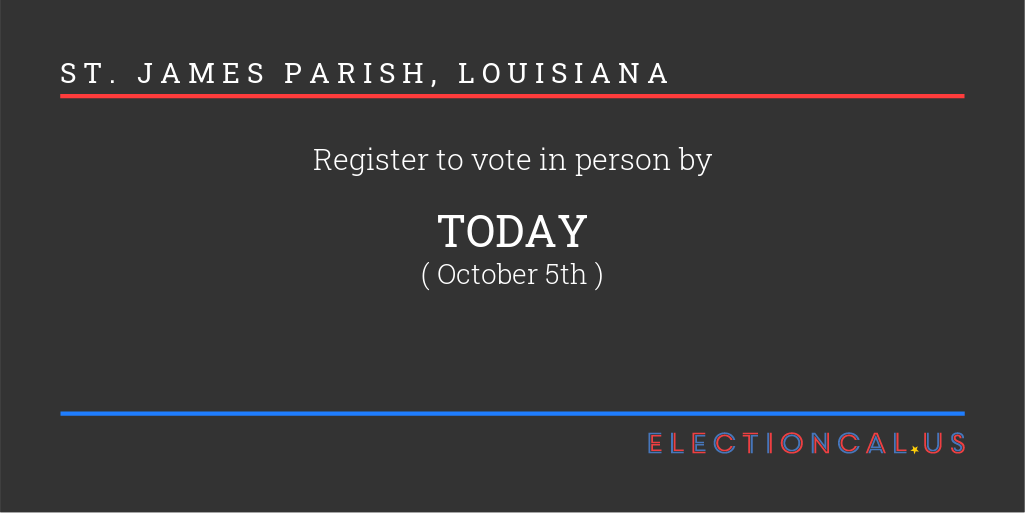 ST. JAMES PARISH, LOUISIANA
Register to vote in person by
TODAY
( October 5th )
ELECTIONCAL.US